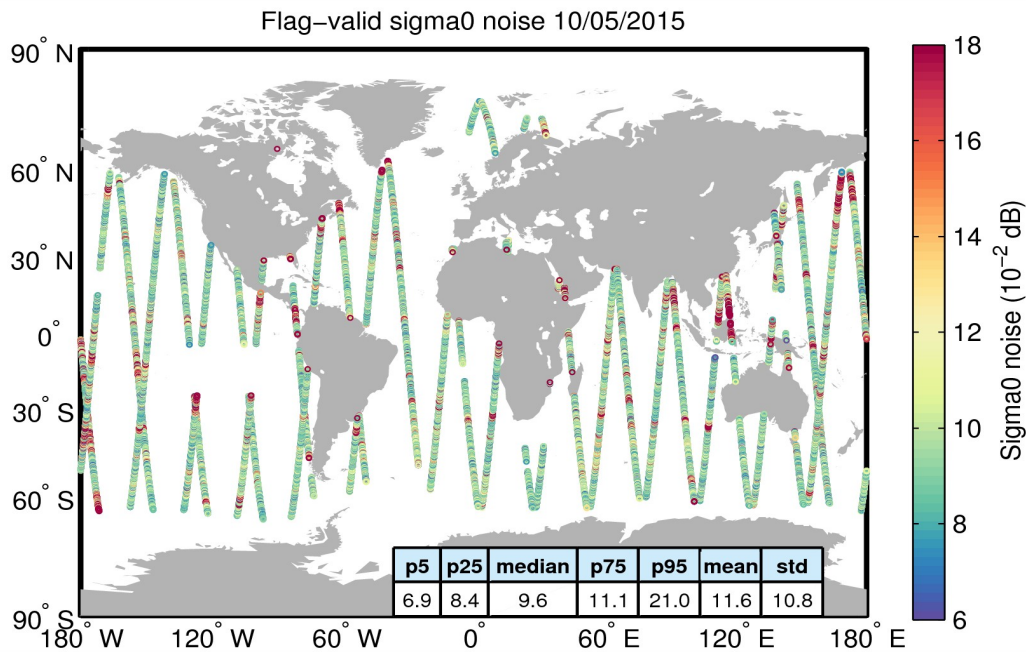 Flag−valid sigma0 noise 10/05/2015
90° N
60° N
30° N
0°
30° S
60° S
90° S
180° W
120° W
60° W
0°
60° E
120° E
180° E
p5 p25 median p75 p95 mean std
6.9 8.4 9.6 11.1 21.0 11.6 10.8
18
16
14
12
10
8
6
Sigma0 noise (10⁻² dB)